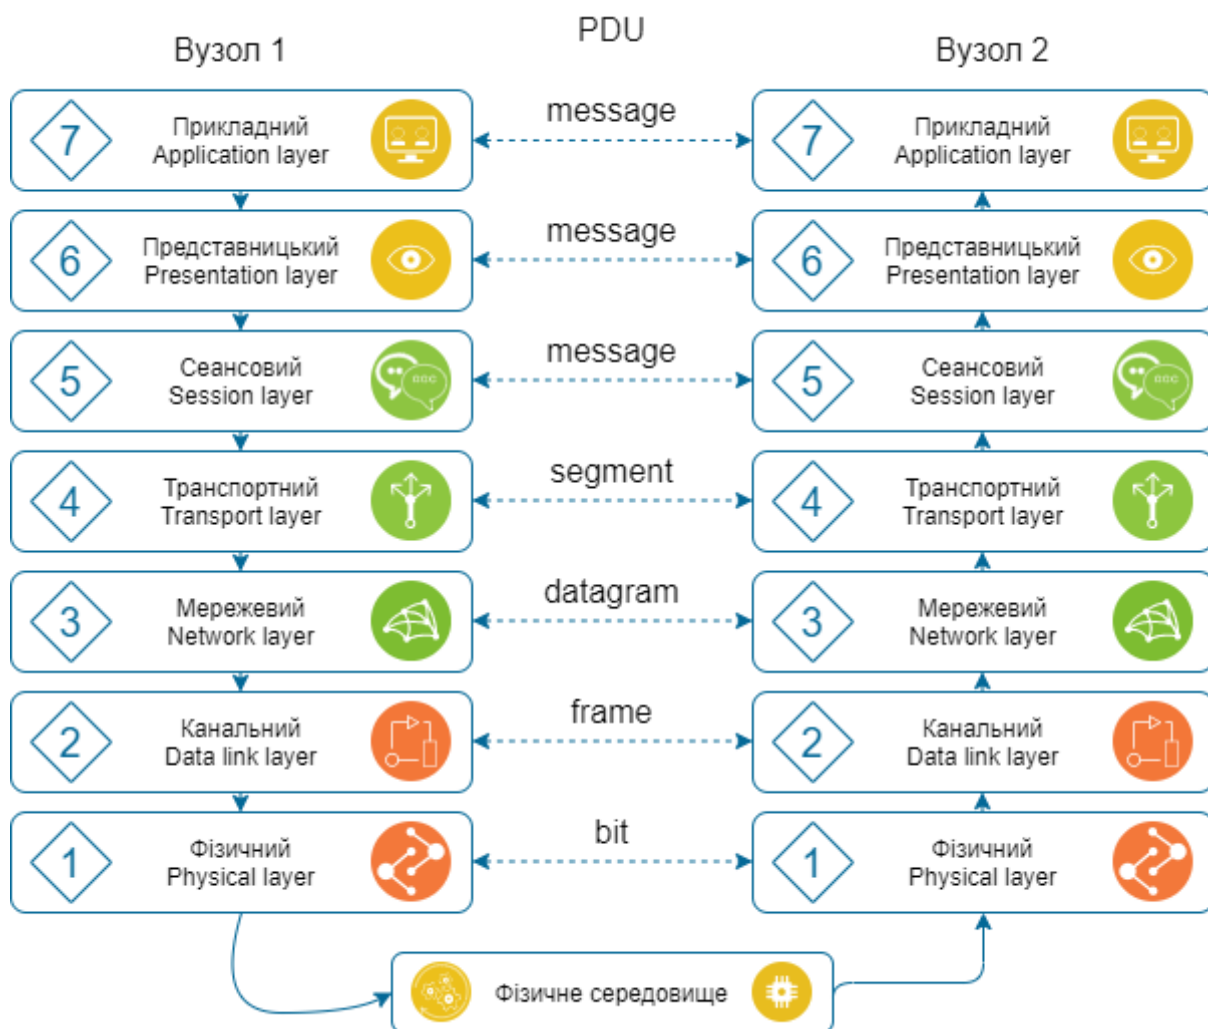 PDU
Вузол 1
Вузол 2
7
Прикладний
Application layer
message
7
Прикладний
Application layer
6
Представницький
Presentation layer
message
6
Представницький
Presentation layer
5
Сеансовий
Session layer
message
5
Сеансовий
Session layer
4
Транспортний
Transport layer
segment
4
Транспортний
Transport layer
3
Мережевий
Network layer
datagram
3
Мережевий
Network layer
2
Канальний
Data link layer
frame
2
Канальний
Data link layer
1
Фізичний
Physical layer
bit
1
Фізичний
Physical layer
Фізичне середовище